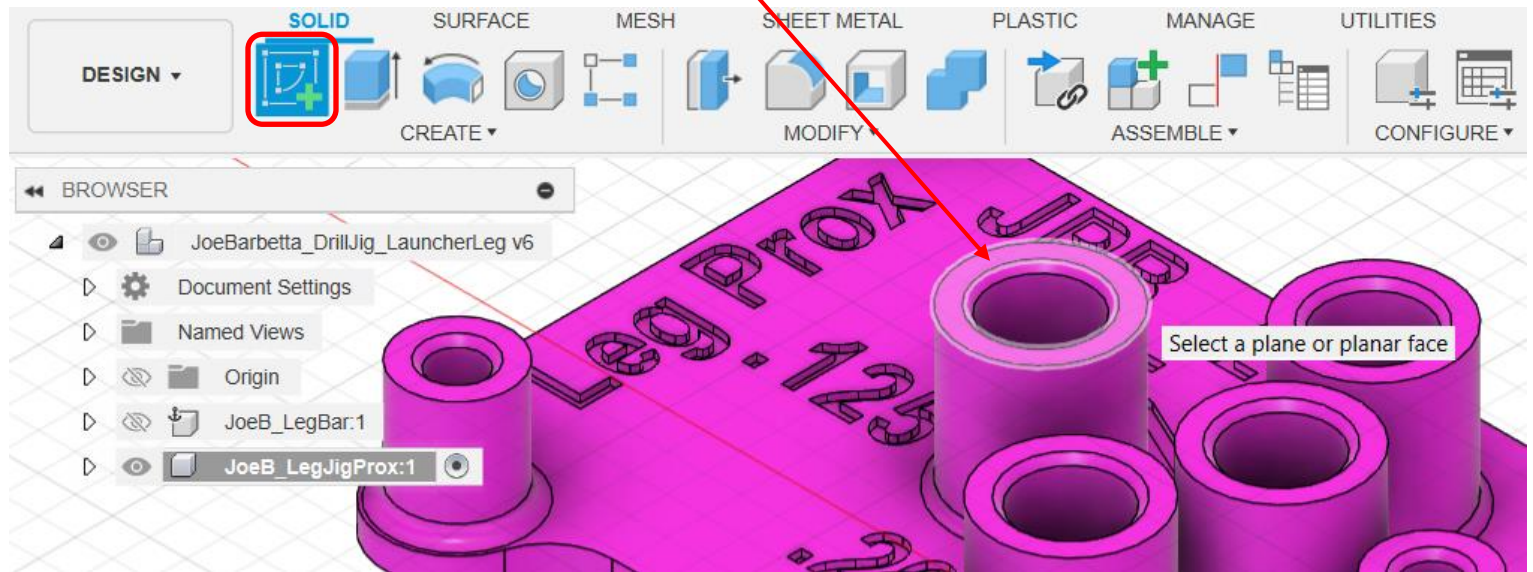 SOLID SURFACE MESH SHEET METAL PLASTIC MANAGE UTILITIES
DESIGN ▾
CREATE ▾ MODIFY ▾ ASSEMBLE ▾ CONFIGURE ▾
BROWSER
JoeBarbetta_DrillJig_LauncherLeg v6
Document Settings
Named Views
Origin
JoeB_LegBar:1
JoeB_LegJigProx:1
Leg Prox
.125
Select a plane or planar face